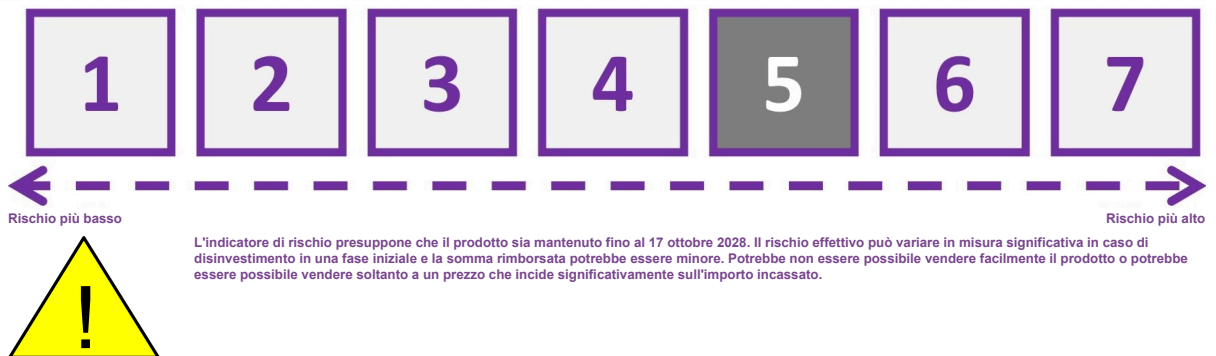 1 2 3 4 5 6 7
Rischio più basso Rischio più alto
L'indicatore di rischio presuppone che il prodotto sia mantenuto fino al 17 ottobre 2028. Il rischio effettivo può variare in misura significativa in caso di
disinvestimento in una fase iniziale e la somma rimborsata potrebbe essere minore. Potrebbe non essere possibile vendere facilmente il prodotto o potrebbe
essere possibile vendere soltanto a un prezzo che incide significativamente sull'importo incassato.
!